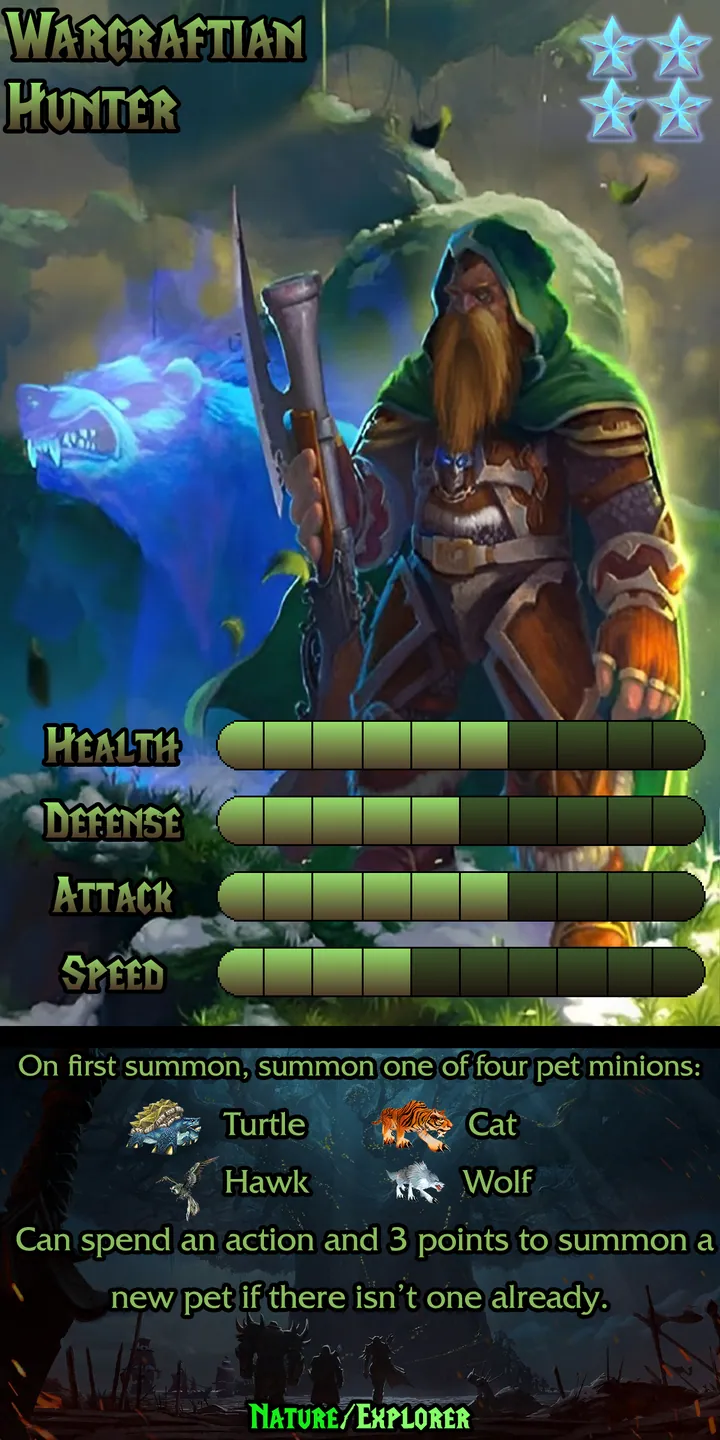 Warcraftian
Hunter
Health
Defense
Attack
Speed
On first summon, summon one of four pet minions:
Turtle Cat
Hawk Wolf
Can spend an action and 3 points to summon a
new pet if there isn't one already.
Nature/Explorer